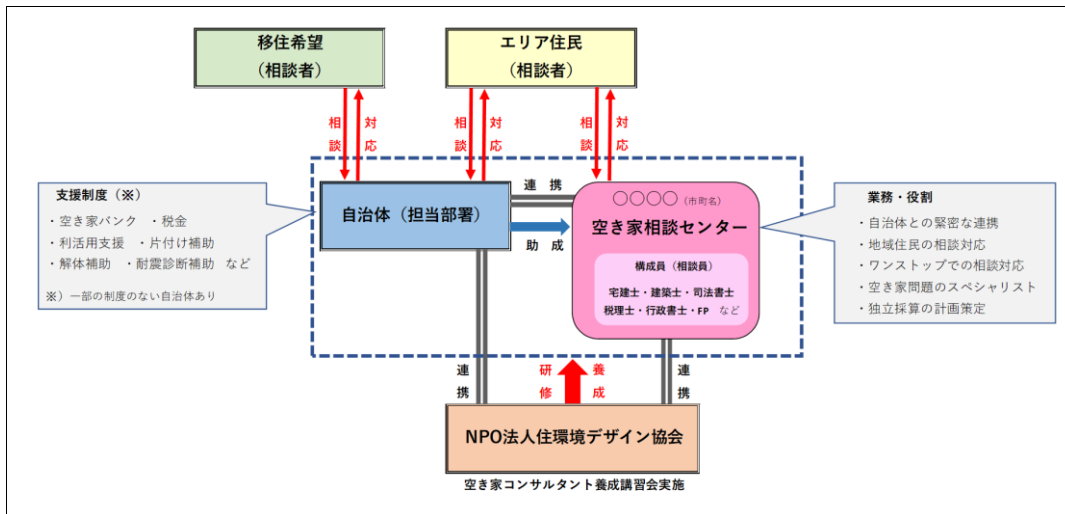 移住希望
（相談者）
エリア住民
（相談者）
相談
対応
相談
対応
相談
対応
支援制度（※）
・空き家バンク ・税金
・利活用支援 ・片付け補助
・解体補助 ・耐震診断補助 など
※）一部の制度のない自治体あり
自治体（担当部署）
連携
助成
〇〇〇〇（市町名）
空き家相談センター
構成員（相談員）
宅建士・建築士・司法書士
税理士・行政書士・FP など
業務・役割
・自治体との緊密な連携
・地域住民の相談対応
・ワンストップでの相談対応
・空き家問題のスペシャリスト
・独立採算の計画策定
連携
研修
養成
連携
NPO法人住環境デザイン協会
空き家コンサルタント養成講習会実施